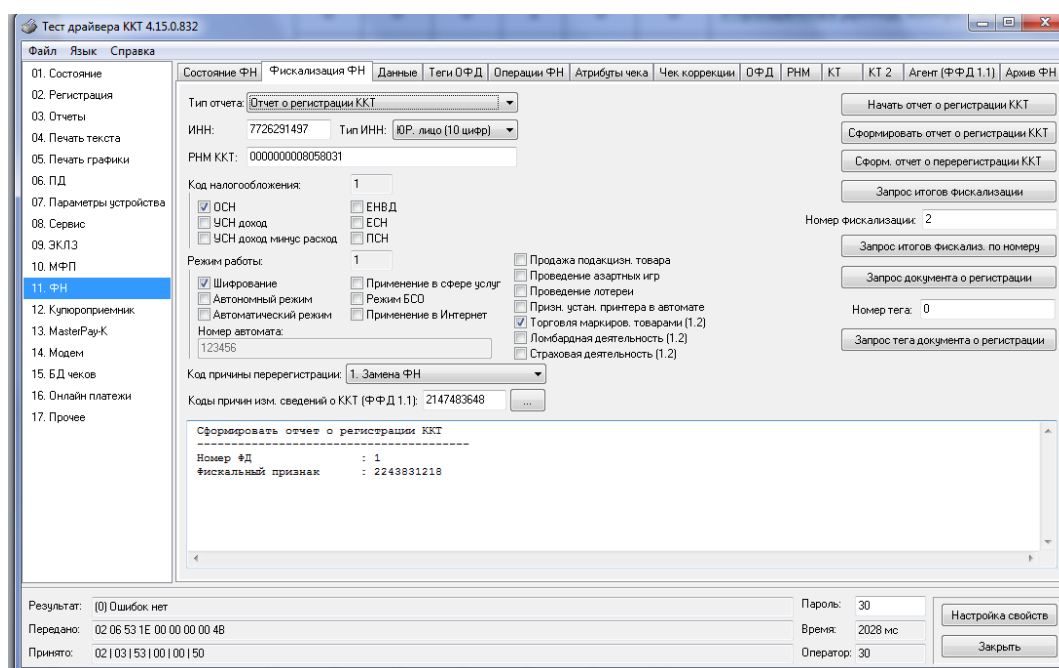 Тест драйвера ККТ 4.15.0.832
Файл Язык Справка
01. Состояние
02. Регистрация
03. Отчеты
04. Печать текста
05. Печать графики
06. ПД
07. Параметры устройства
08. Сервис
09. ЭКЛЗ
10. МФП
11. ФН
12. Купюроприемник
13. MasterPay-K
14. Модем
15. БД чеков
16. Онлайн платежи
17. Прочее
Состояние ФН Фискализация ФН Данные Теги ОФД Операции ФН Атрибуты чека Чек коррекции ОФД РНМ КТ КТ 2 Агент (ФФД 1.1) Архив ФН
Тип отчета: Отчет о регистрации ККТ
ИНН: 7726291497 Тип ИНН: ЮР. лицо (10 цифр)
РНМ ККТ: 0000000008058031
Код налогообложения: 1
ОСН ЕНВД
УСН доход ЕСН
УСН доход минус расход ПСН
Режим работы: 1
Шифрование Применение в сфере услуг
Автономный режим Режим БСО
Автоматический режим Применение в Интернет
Номер автомата:
123456
Продажа подакцизн. товара
Проведение азартных игр
Проведение лотереи
Призн. устан. принтера в автомате
Торговля маркиров. товарами (1.2)
Ломбардная деятельность (1.2)
Страховая деятельность (1.2)
Код причины перерегистрации: 1. Замена ФН
Коды причин изм. сведений о ККТ (ФФД 1.1): 2147483648 ...
Начать отчет о регистрации ККТ
Сформировать отчет о регистрации ККТ
Сформ. отчет о перерегистрации ККТ
Запрос итогов фискализации
Номер фискализации: 2
Запрос итогов фискализ. по номеру
Запрос документа о регистрации
Номер тега: 0
Запрос тега документа о регистрации
Сформировать отчет о регистрации ККТ
----------------------------------------
Номер ФД : 1
Фискальный признак : 2243831218
Результат: (0) Ошибок нет
Передано: 02 06 53 1E 00 00 00 00 4B
Принято: 02 | 03 | 53 | 00 | 00 | 50
Пароль: 30
Время: 2028 мс
Оператор: 30
Настройка свойств
Закрыть